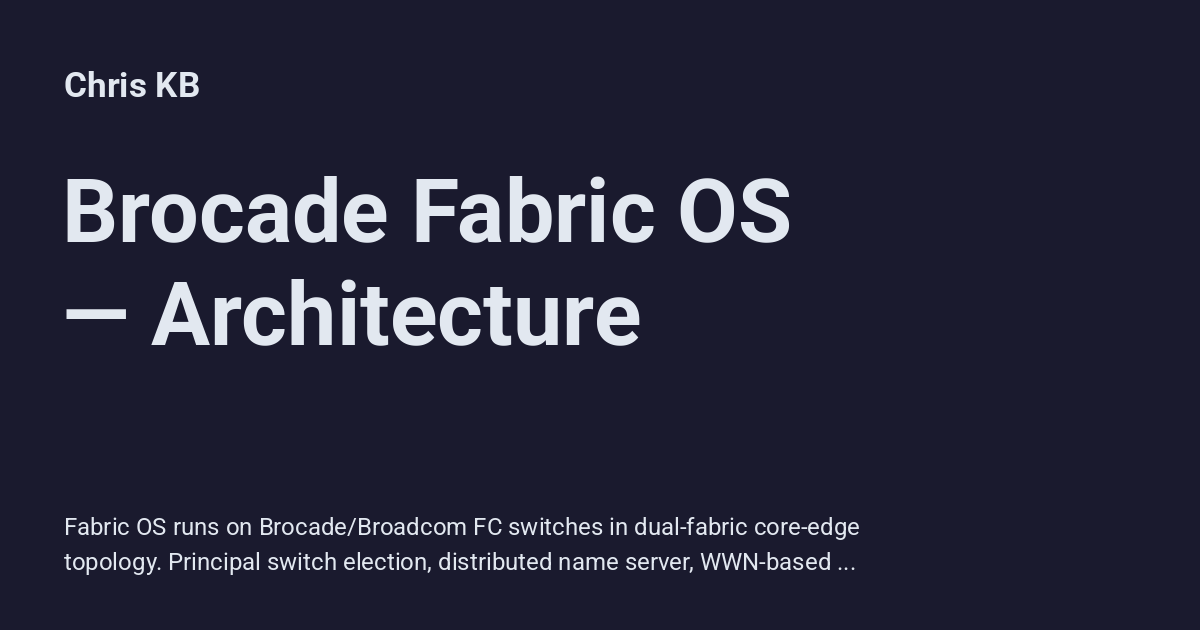 Chris KB
Brocade Fabric OS
— Architecture
Fabric OS runs on Brocade/Broadcom FC switches in dual-fabric core-edge
topology. Principal switch election, distributed name server, WWN-based ...